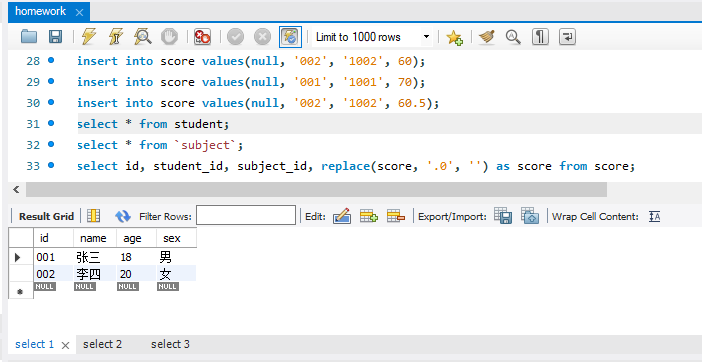 homework
Limit to 1000 rows
28 insert into score values(null, '002', '1002', 60);
29 insert into score values(null, '001', '1001', 70);
30 insert into score values(null, '002', '1002', 60.5);
31 select * from student;
32 select * from `subject`;
33 select id, student_id, subject_id, replace(score, '.0', '') as score from score;
Result Grid Filter Rows: Edit: Export/Import: Wrap Cell Content:
id name age sex
001 张三 18 男
002 李四 20 女
NULL NULL NULL NULL
select 1 select 2 select 3